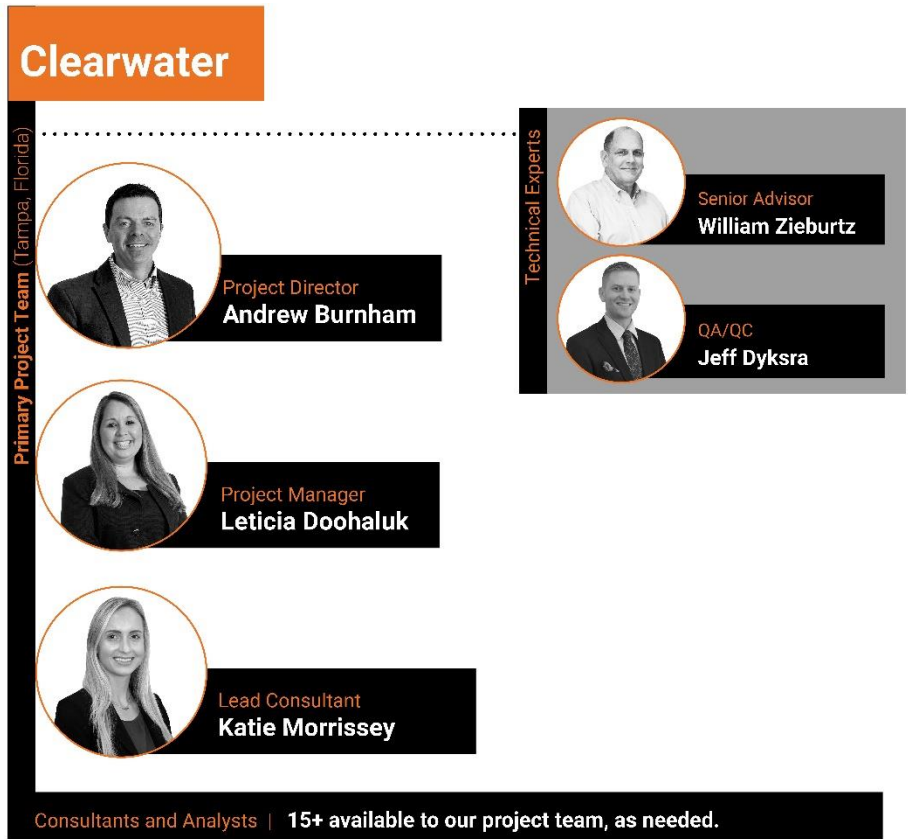 Clearwater
Primary Project Team (Tampa, Florida)
Project Director
Andrew Burnham
Project Manager
Leticia Doohaluk
Lead Consultant
Katie Morrissey
Technical Experts
Senior Advisor
William Zieburtz
QA/QC
Jeff Dyksra
Consultants and Analysts | 15+ available to our project team, as needed.